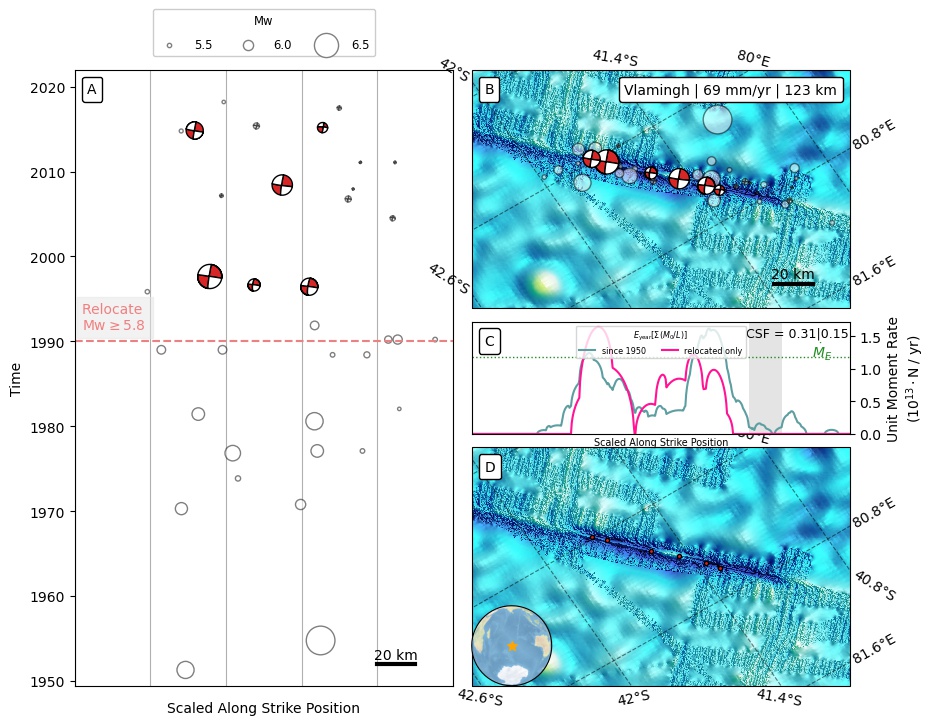 Mw
5.5 6.0 6.5
A
2020
2010
2000
1990
1980
1970
1960
1950
Time
Relocate
Mw ≥ 5.8
20 km
Scaled Along Strike Position
42°S
41.4°S
80°E
B
Vlamingh | 69 mm/yr | 123 km
80.8°E
42.6°S
81.6°E
20 km
C
E_year[Σ(M₀/L)]
since 1950 relocated only
CSF = 0.31|0.15
M_E
1.5
1.0
0.5
0.0
Unit Moment Rate
(10¹³ · N / yr)
Scaled Along Strike Position
D
80.8°E
40.8°S
81.6°E
42.6°S
42°S
41.4°S